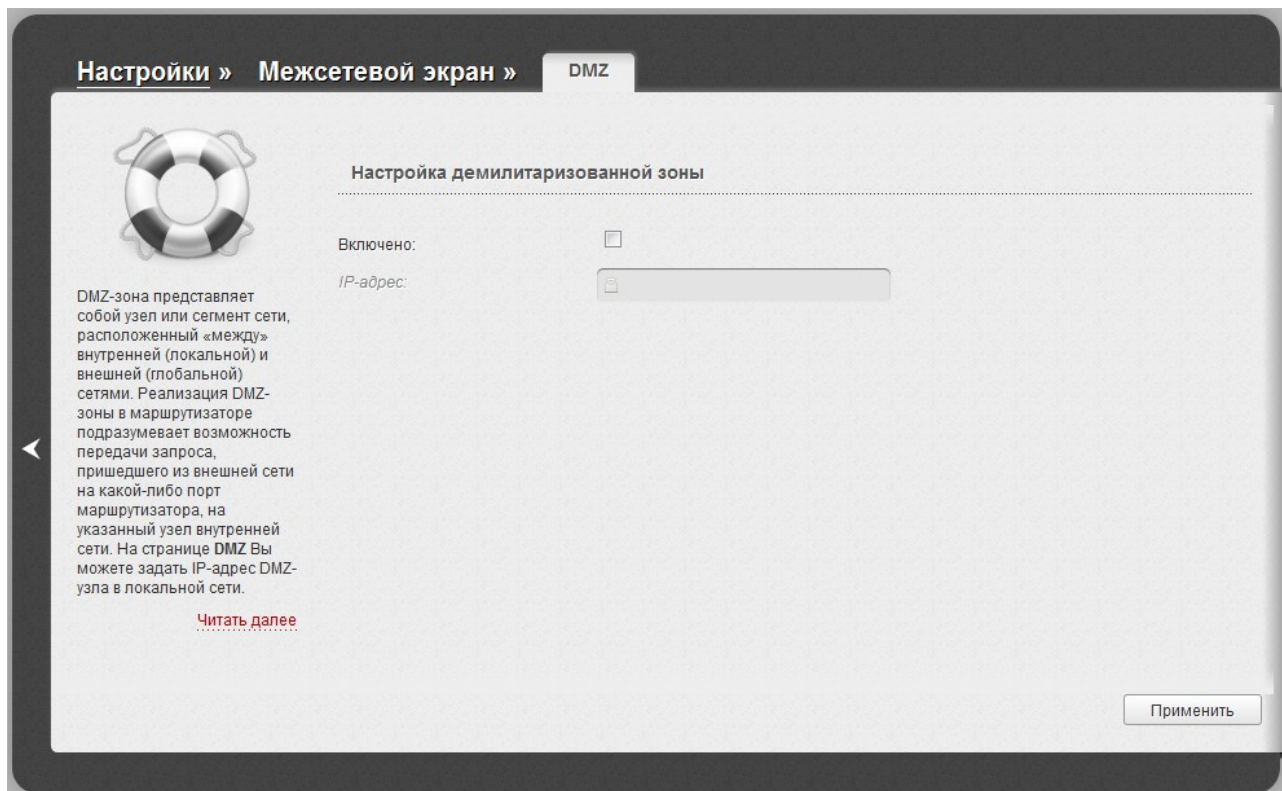 Настройки » Межсетевой экран » DMZ
Настройка демилитаризованной зоны
Включено:
IP-адрес:
DMZ-зона представляет
собой узел или сегмент сети,
расположенный «между»
внутренней (локальной) и
внешней (глобальной)
сетями. Реализация DMZ-
зоны в маршрутизаторе
подразумевает возможность
передачи запроса,
пришедшего из внешней сети
на какой-либо порт
маршрутизатора, на
указанный узел внутренней
сети. На странице DMZ Вы
можете задать IP-адрес DMZ-
узла в локальной сети.
Читать далее
Применить